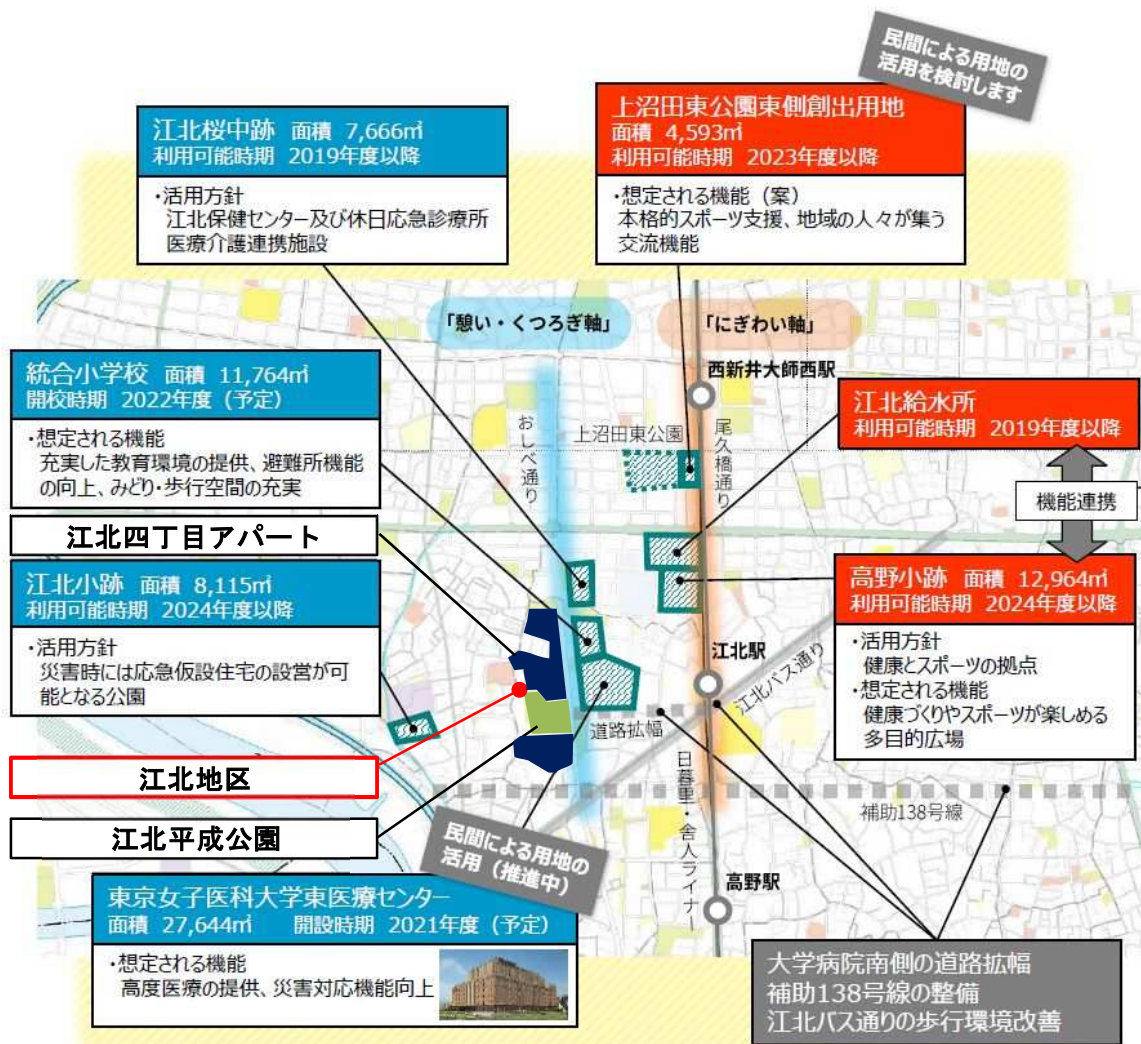 民間による用地の
活用を検討します
江北桜中跡 面積 7,666㎡
利用可能時期 2019年度以降
・活用方針
江北保健センター及び休日応急診療所
医療介護連携施設
上沼田東公園東側創出用地
面積 4,593㎡
利用可能時期 2023年度以降
・想定される機能(案)
本格的スポーツ支援、地域の人々が集う
交流機能
「憩い・くつろぎ軸」
「にぎわい軸」
西新井大師西駅
統合小学校 面積 11,764㎡
開校時期 2022年度(予定)
・想定される機能
充実した教育環境の提供、避難所機能
の向上、みどり・歩行空間の充実
おしべ通り
上沼田東公園
尾久橋通り
江北給水所
利用可能時期 2019年度以降
機能連携
江北四丁目アパート
江北小跡 面積 8,115㎡
利用可能時期 2024年度以降
・活用方針
災害時には応急仮設住宅の設営が可
能となる公園
高野小跡 面積 12,964㎡
利用可能時期 2024年度以降
・活用方針
健康とスポーツの拠点
・想定される機能
健康づくりやスポーツが楽しめる
多目的広場
江北駅
江北バス通り
道路拡幅
江北地区
日暮里・舎人ライナー
補助138号線
江北平成公園
民間による用地の
活用(推進中)
高野駅
東京女子医科大学東医療センター
面積 27,644㎡ 開設時期 2021年度(予定)
・想定される機能
高度医療の提供、災害対応機能向上
大学病院南側の道路拡幅
補助138号線の整備
江北バス通りの歩行環境改善